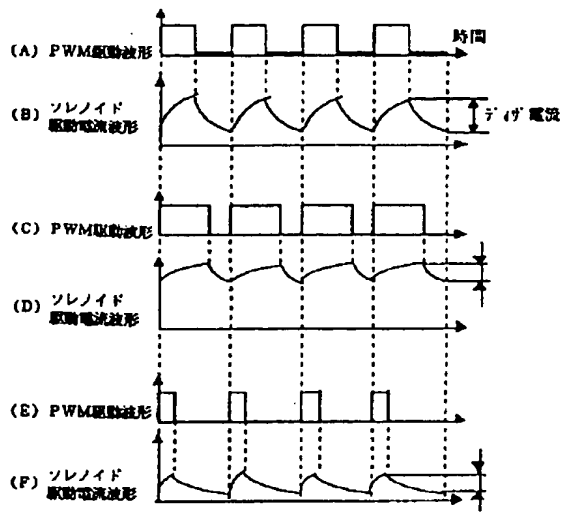 (A) PWM駆動波形
時間
(B) ソレノイド
駆動電流波形
ディザ電流
(C) PWM駆動波形
(D) ソレノイド
駆動電流波形
(E) PWM駆動波形
(F) ソレノイド
駆動電流波形